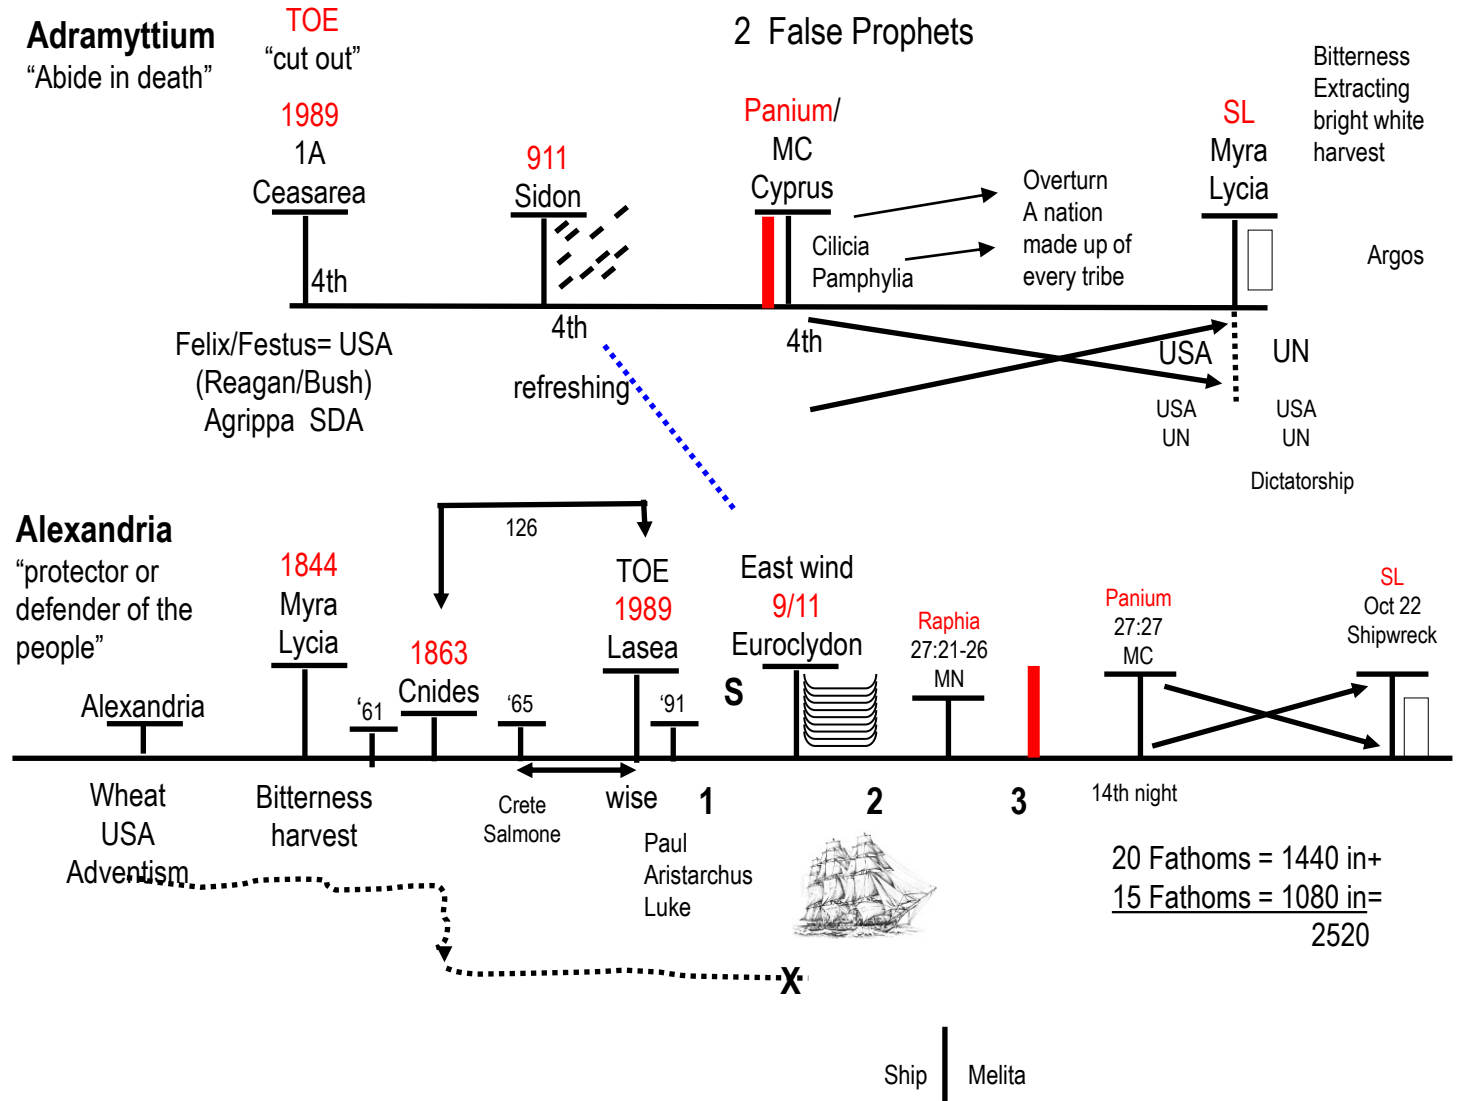 Adramyttium
“Abide in death”
TOE
“cut out”
2 False Prophets
Bitterness
Extracting
bright white
harvest
1989
1A
Ceasarea
911
Sidon
Panium/
MC
Cyprus
SL
Myra
Lycia
Overturn
A nation
made up of
every tribe
Cilicia
Pamphylia
Argos
4th
4th
4th
Felix/Festus= USA
(Reagan/Bush)
Agrippa SDA
refreshing
USA
UN
USA
UN
USA
UN
Dictatorship
Alexandria
“protector or
defender of the
people”
126
1844
Myra
Lycia
1863
Cnides
TOE
1989
Lasea
East wind
9/11
Euroclydon
Raphia
27:21-26
MN
Panium
27:27
MC
SL
Oct 22
Shipwreck
Alexandria
‘61
‘65
‘91
S
Wheat
USA
Adventism
Bitterness
harvest
Crete
Salmone
wise
1
2
3
14th night
Paul
Aristarchus
Luke
20 Fathoms = 1440 in+
15 Fathoms = 1080 in=
2520
X
Ship
Melita